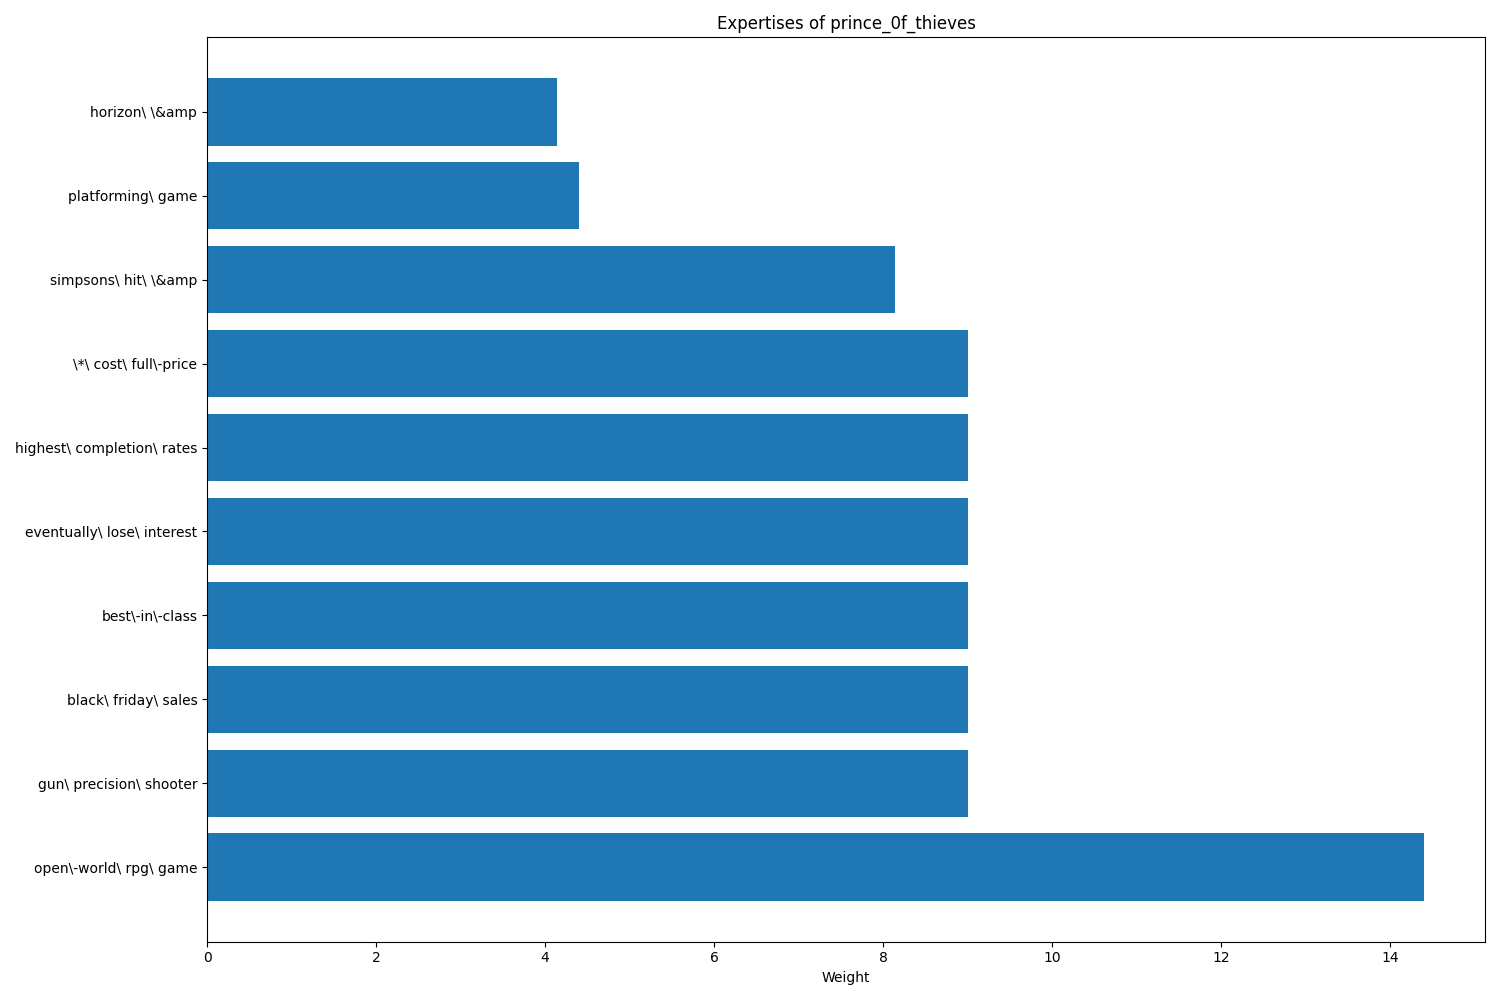 Expertises of prince_0f_thieves
horizon\ \&amp
platforming\ game
simpsons\ hit\ \&amp
\*\ cost\ full\-price
highest\ completion\ rates
eventually\ lose\ interest
best\-in\-class
black\ friday\ sales
gun\ precision\ shooter
open\-world\ rpg\ game
0 2 4 6 8 10 12 14
Weight